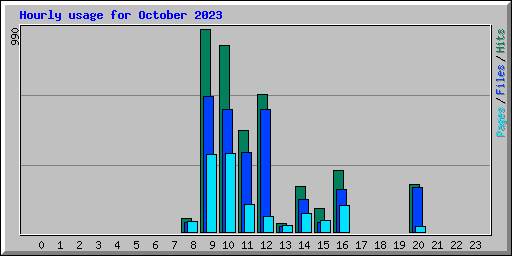 Hourly usage for October 2023
990
Pages/Files/Hits
0 1 2 3 4 5 6 7 8 9 10 11 12 13 14 15 16 17 18 19 20 21 22 23